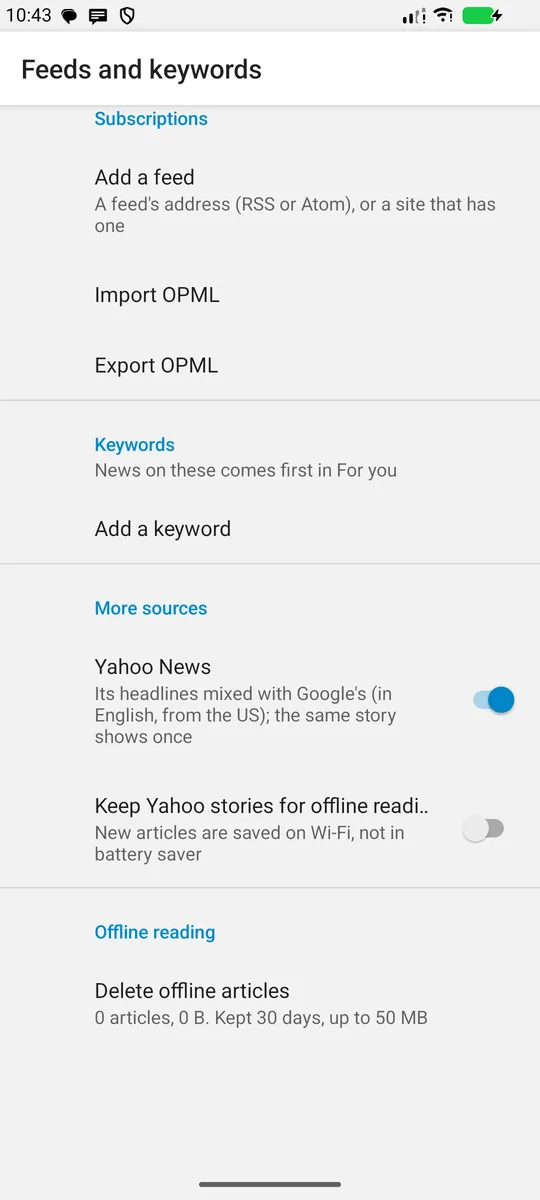 10:43
Feeds and keywords
Subscriptions
Add a feed
A feed's address (RSS or Atom), or a site that has
one
Import OPML
Export OPML
Keywords
News on these comes first in For you
Add a keyword
More sources
Yahoo News
Its headlines mixed with Google's (in
English, from the US); the same story
shows once
Keep Yahoo stories for offline readi..
New articles are saved on Wi-Fi, not in
battery saver
Offline reading
Delete offline articles
0 articles, 0 B. Kept 30 days, up to 50 MB